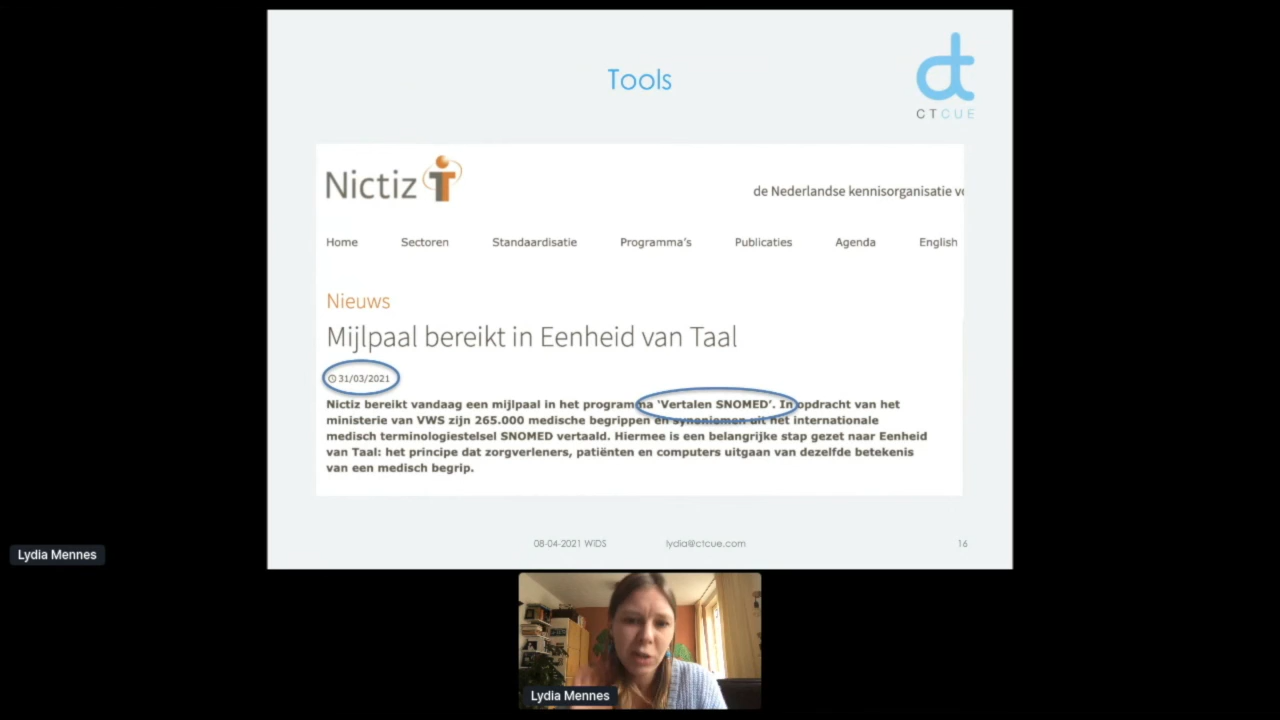 Tools
CTCUE
Nictiz
de Nederlandse kennisorganisatie
Home Sectoren Standaardisatie Programma's Publicaties Agenda English
Nieuws
Mijlpaal bereikt in Eenheid van Taal
31/03/2021
Nictiz bereikt vandaag een mijlpaal in het programma ‘Vertalen SNOMED’. In opdracht van het
ministerie van VWS zijn 265.000 medische begrippen en synoniemen uit het internationale
medisch terminologiestelsel SNOMED vertaald. Hiermee is een belangrijke stap gezet naar Eenheid
van Taal: het principe dat zorgverleners, patiënten en computers uitgaan van dezelfde betekenis
van een medisch begrip.
08-04-2021 WiDS lydia@ctcue.com 16
Lydia Mennes
Lydia Mennes